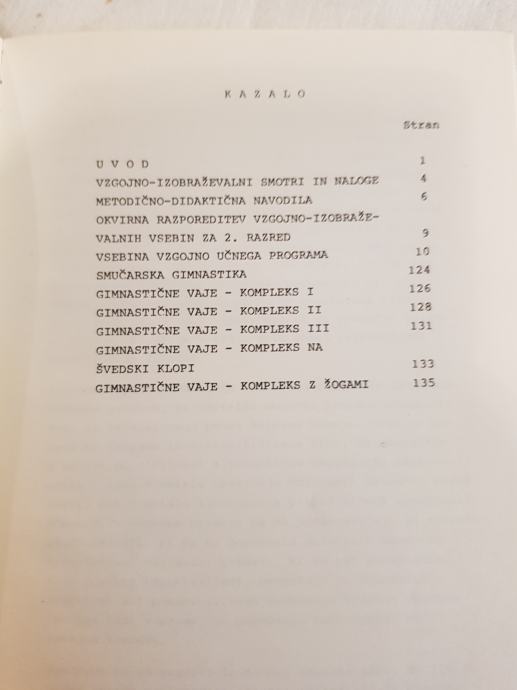 K A Z A L O
Stran
U V O D 1
VZGOJNO-IZOBRAŽEVALNI SMOTRI IN NALOGE 4
METODIČNO-DIDAKTIČNA NAVODILA 6
OKVIRNA RAZPOREDITEV VZGOJNO-IZOBRAŽE-
VALNIH VSEBIN ZA 2. RAZRED 9
VSEBINA VZGOJNO UČNEGA PROGRAMA 10
SMUČARSKA GIMNASTIKA 124
GIMNASTIČNE VAJE - KOMPLEKS I 126
GIMNASTIČNE VAJE - KOMPLEKS II 128
GIMNASTIČNE VAJE - KOMPLEKS III 131
GIMNASTIČNE VAJE - KOMPLEKS NA
ŠVEDSKI KLOPI 133
GIMNASTIČNE VAJE - KOMPLEKS Z ŽOGAMI 135